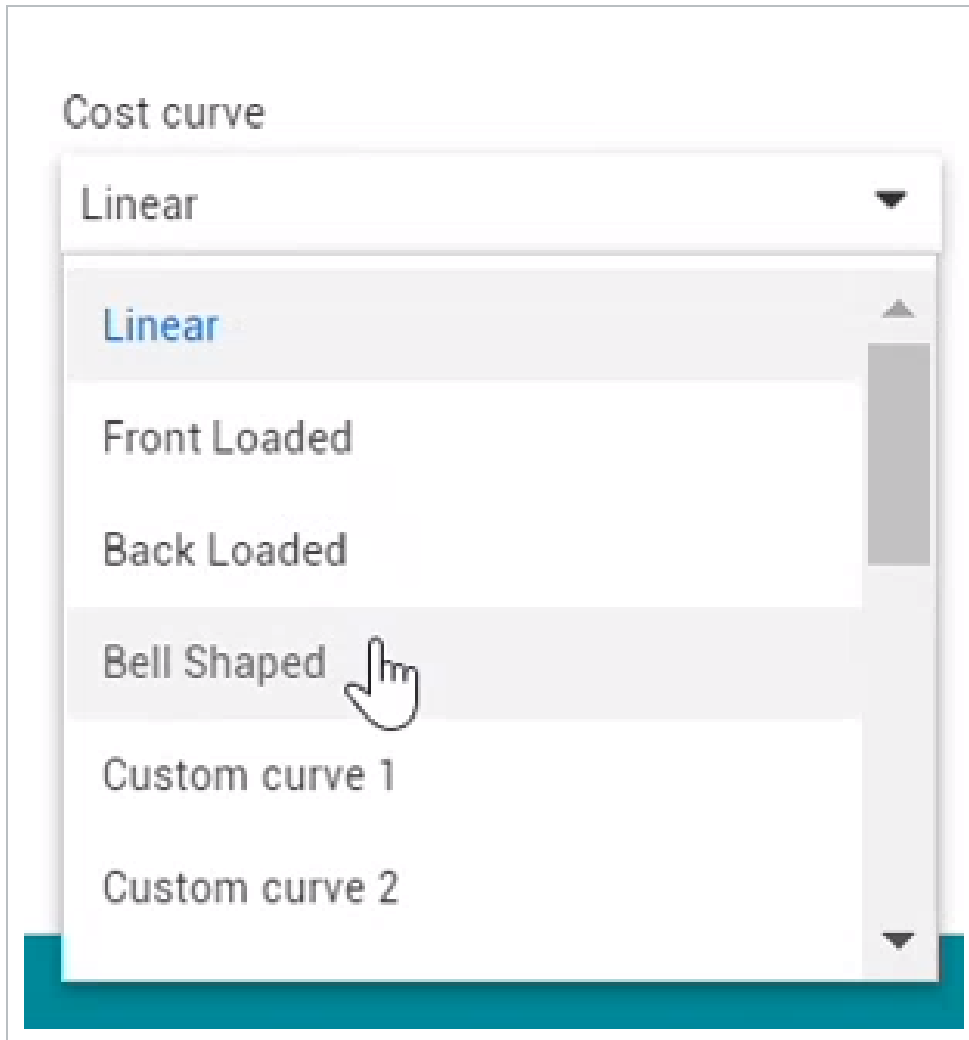 Cost curve
Linear
Linear
Front Loaded
Back Loaded
Bell Shaped
Custom curve 1
Custom curve 2